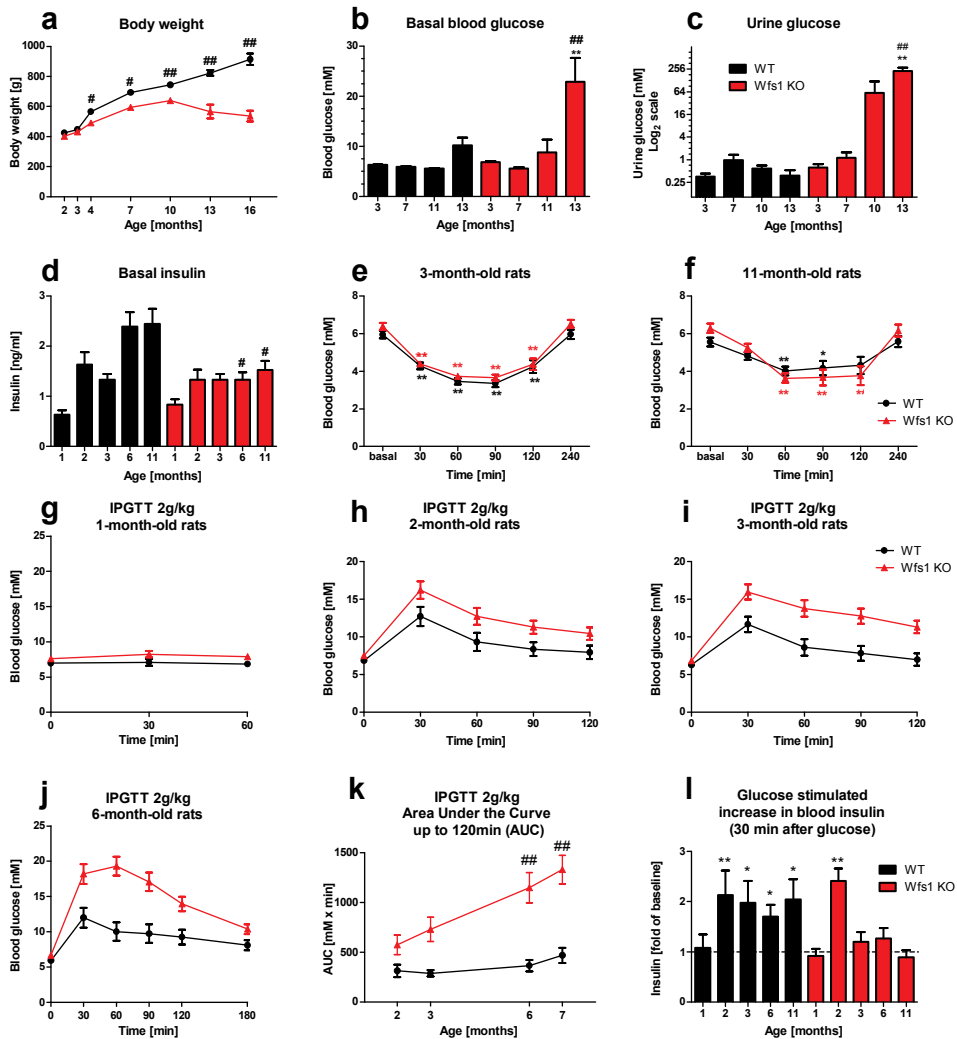 a
Body weight
Body weight [g]
1000
800
600
400
200
0
#
#
##
##
##
2 3 4 7 10 13 16
Age [months]
b
Basal blood glucose
Blood glucose [mM]
30
25
20
15
10
5
0
##
**
3 7 11 13 3 7 11 13
Age [months]
c
Urine glucose
Urine glucose [mM]
Log2 scale
256
64
16
4
1
0.25
WT
Wfs1 KO
##
**
3 7 10 13 3 7 10 13
Age [months]
d
Basal insulin
Insulin [ng/ml]
3
2
1
0
#
#
1 2 3 6 11 1 2 3 6 11
Age [months]
e
3-month-old rats
Blood glucose [mM]
8
6
4
2
0
** ** ** **
** ** ** **
basal 30 60 90 120 240
Time [min]
f
11-month-old rats
Blood glucose [mM]
8
6
4
2
0
** *
** ** **
WT
Wfs1 KO
basal 30 60 90 120 240
Time [min]
g
IPGTT 2g/kg
1-month-old rats
Blood glucose [mM]
25
20
15
10
5
0
0 30 60
Time [min]
h
IPGTT 2g/kg
2-month-old rats
Blood glucose [mM]
20
15
10
5
0
0 30 60 90 120
Time [min]
i
IPGTT 2g/kg
3-month-old rats
Blood glucose [mM]
20
15
10
5
0
WT
Wfs1 KO
0 30 60 90 120
Time [min]
j
IPGTT 2g/kg
6-month-old rats
Blood glucose [mM]
25
20
15
10
5
0
0 30 60 90 120 180
Time [min]
k
IPGTT 2g/kg
Area Under the Curve
up to 120min (AUC)
AUC [mM x min]
1500
1000
500
0
## ##
2 3 6 7
Age [months]
l
Glucose stimulated
increase in blood insulin
(30 min after glucose)
Insulin [fold of baseline]
3
2
1
0
** * * * **
WT
Wfs1 KO
1 2 3 6 11 1 2 3 6 11
Age [months]